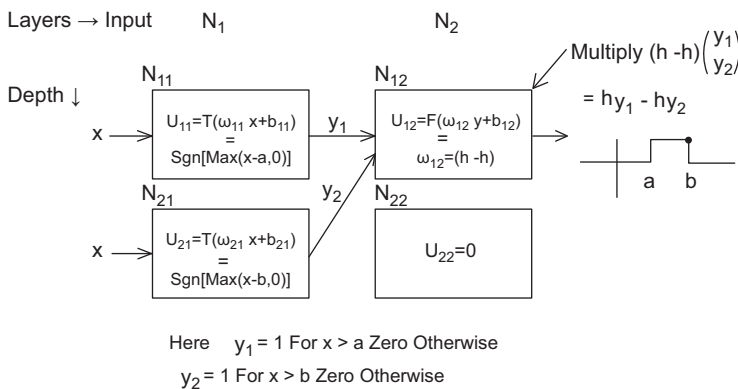 Layers → Input N₁ N₂
Multiply (h -h)(y₁ y₂)
= hy₁ - hy₂
Depth ↓
N₁₁
x
U₁₁=T(ω₁₁ x+b₁₁)
=
Sgn[Max(x-a,0)]
y₁
N₁₂
U₁₂=F(ω₁₂ y+b₁₂)
=
ω₁₂=(h -h)
a b
N₂₁
x
U₂₁=T(ω₂₁ x+b₂₁)
=
Sgn[Max(x-b,0)]
y₂
N₂₂
U₂₂=0
Here y₁ = 1 For x > a Zero Otherwise
y₂ = 1 For x > b Zero Otherwise